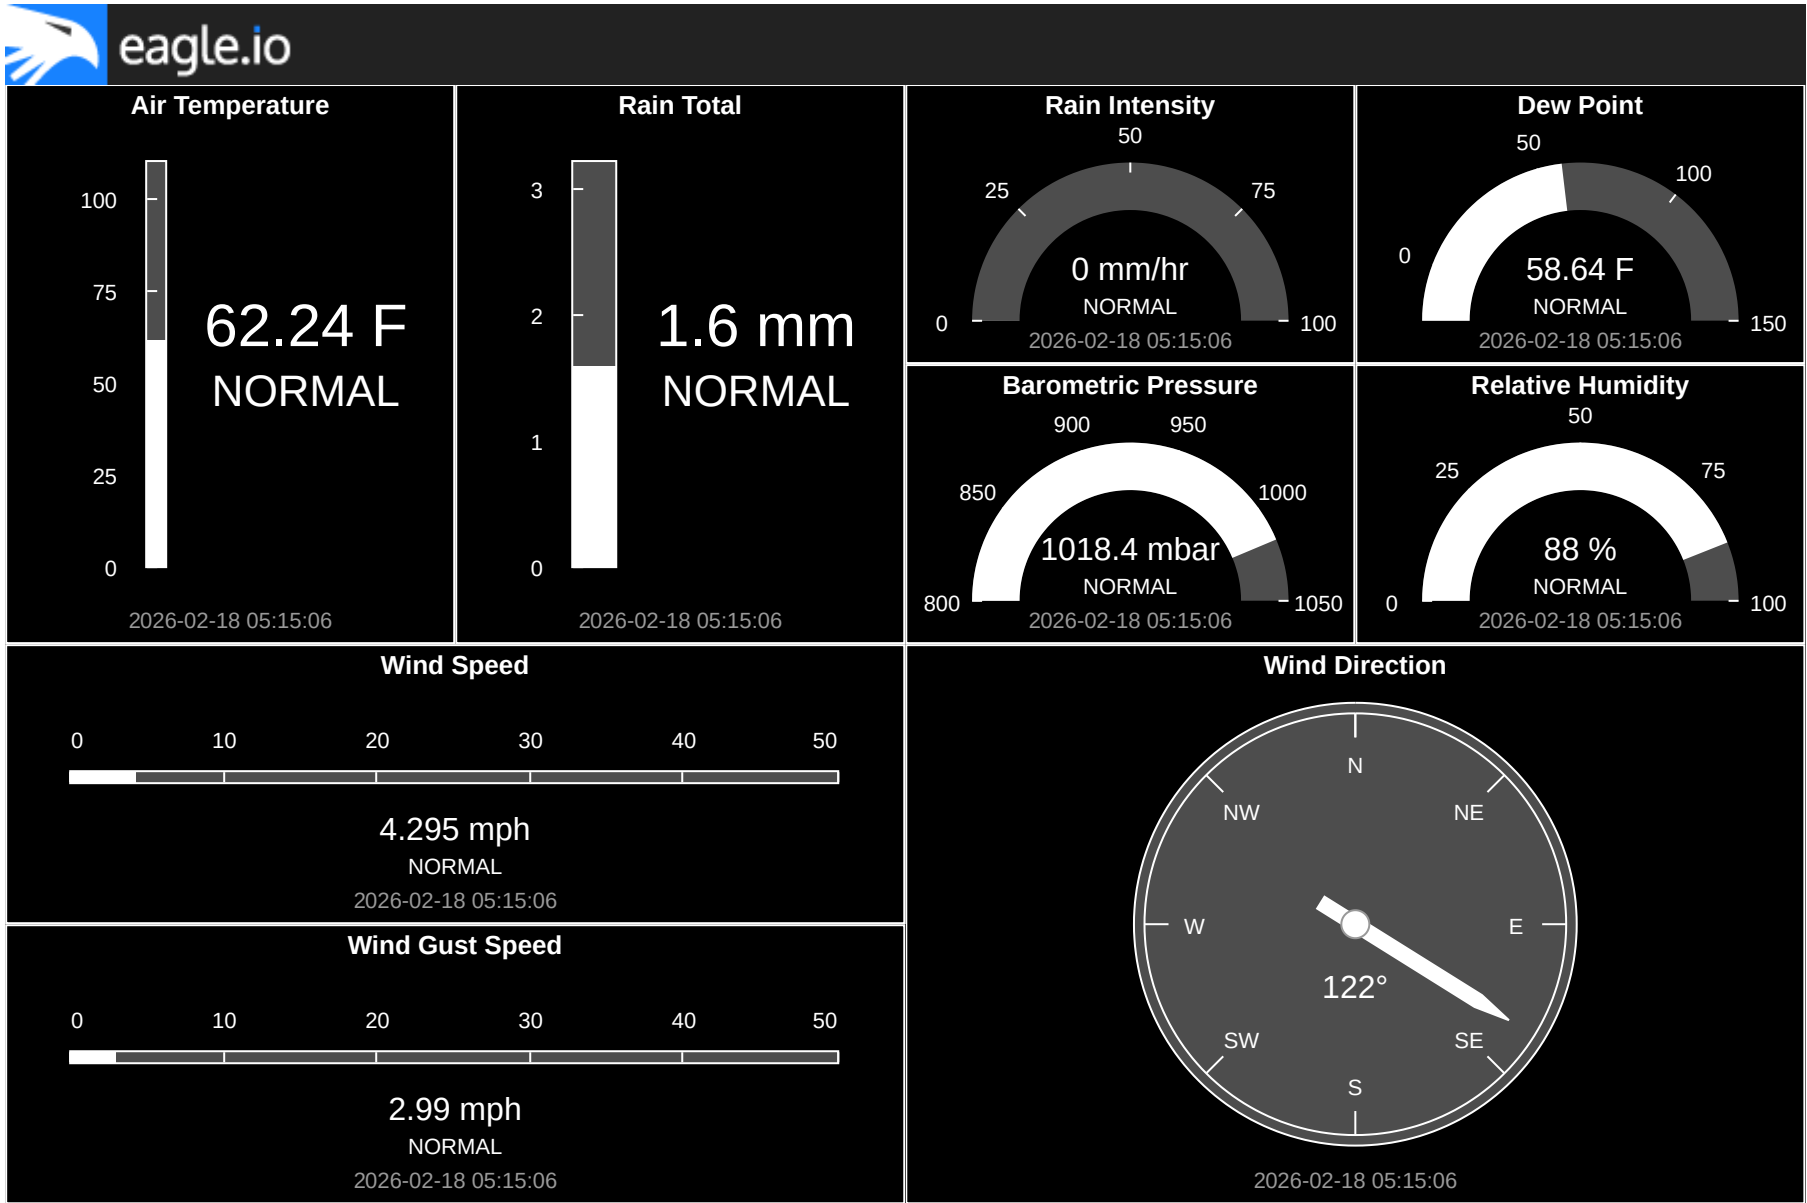 eagle.io
Air Temperature
100
75
50
25
0
62.24 F
NORMAL
2026-02-18 05:15:06
Rain Total
3
2
1
0
1.6 mm
NORMAL
2026-02-18 05:15:06
Rain Intensity
0
25
50
75
100
0 mm/hr
NORMAL
2026-02-18 05:15:06
Dew Point
0
50
100
150
58.64 F
NORMAL
2026-02-18 05:15:06
Barometric Pressure
800
850
900
950
1000
1050
1018.4 mbar
NORMAL
2026-02-18 05:15:06
Relative Humidity
0
25
50
75
100
88 %
NORMAL
2026-02-18 05:15:06
Wind Speed
0 10 20 30 40 50
4.295 mph
NORMAL
2026-02-18 05:15:06
Wind Gust Speed
0 10 20 30 40 50
2.99 mph
NORMAL
2026-02-18 05:15:06
Wind Direction
N
NW NE
W E
122°
SW SE
S
2026-02-18 05:15:06